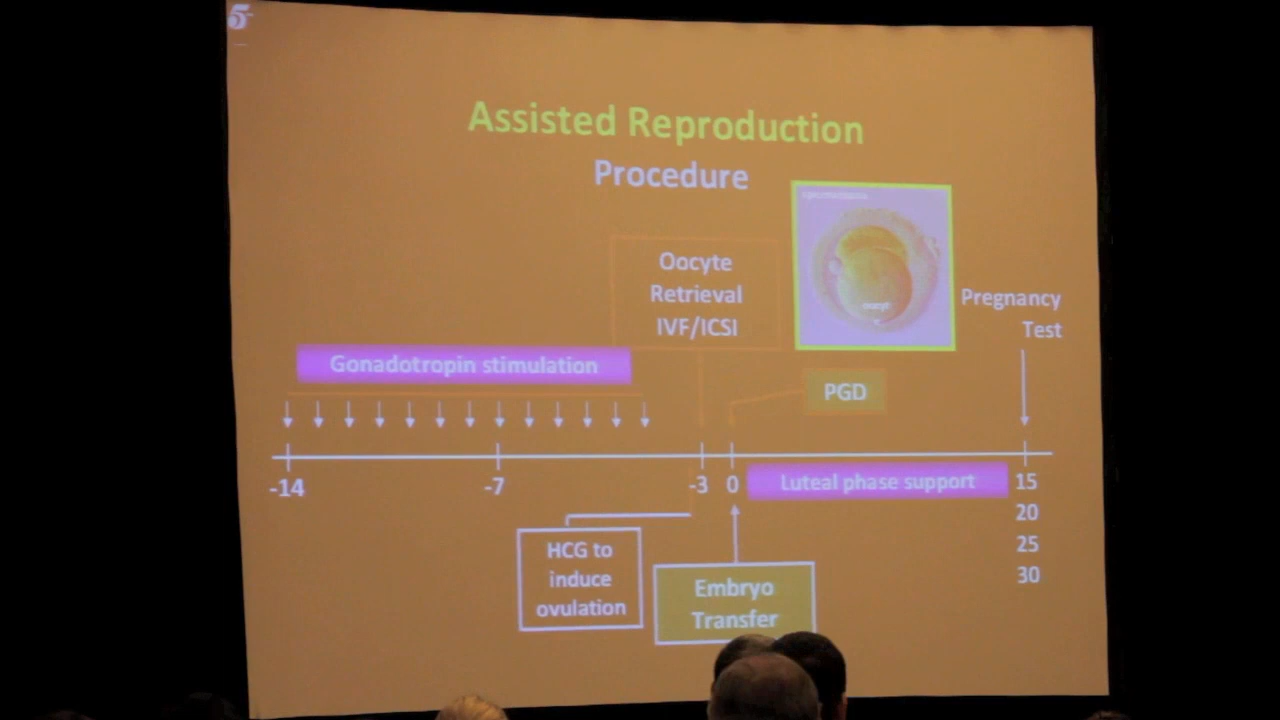 5
Assisted Reproduction
Procedure
Oocyte
Retrieval
IVF/ICSI
Pregnancy
Test
Gonadotropin stimulation
PGD
-14 -7 -3 0 Luteal phase support 15
20
25
30
HCG to
induce
ovulation
Embryo
Transfer